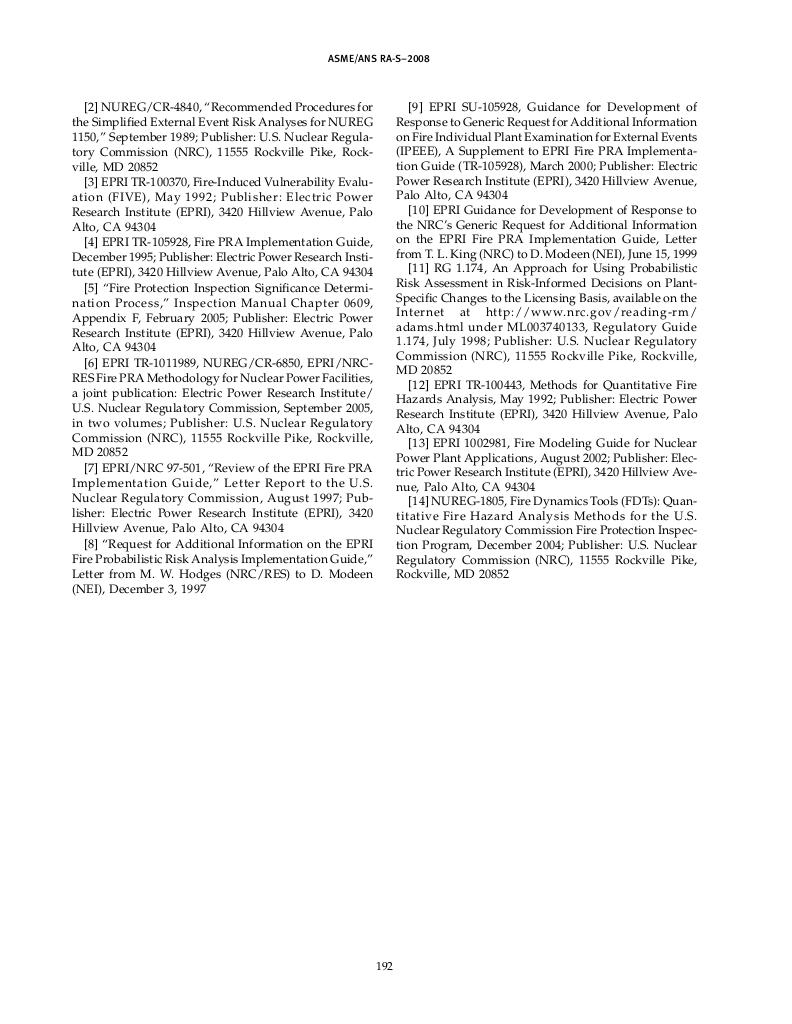 ASME/ANS RA-S–2008
[2] NUREG/CR-4840, “Recommended Procedures for
the Simplified External Event Risk Analyses for NUREG
1150,” September 1989; Publisher: U.S. Nuclear Regula-
tory Commission (NRC), 11555 Rockville Pike, Rock-
ville, MD 20852
[3] EPRI TR-100370, Fire-Induced Vulnerability Evalu-
ation (FIVE), May 1992; Publisher: Electric Power
Research Institute (EPRI), 3420 Hillview Avenue, Palo
Alto, CA 94304
[4] EPRI TR-105928, Fire PRA Implementation Guide,
December 1995; Publisher: Electric Power Research Insti-
tute (EPRI), 3420 Hillview Avenue, Palo Alto, CA 94304
[5] “Fire Protection Inspection Significance Determi-
nation Process,” Inspection Manual Chapter 0609,
Appendix F, February 2005; Publisher: Electric Power
Research Institute (EPRI), 3420 Hillview Avenue, Palo
Alto, CA 94304
[6] EPRI TR-1011989, NUREG/CR-6850, EPRI/NRC-
RES Fire PRA Methodology for Nuclear Power Facilities,
a joint publication: Electric Power Research Institute/
U.S. Nuclear Regulatory Commission, September 2005,
in two volumes; Publisher: U.S. Nuclear Regulatory
Commission (NRC), 11555 Rockville Pike, Rockville,
MD 20852
[7] EPRI/NRC 97-501, “Review of the EPRI Fire PRA
Implementation Guide,” Letter Report to the U.S.
Nuclear Regulatory Commission, August 1997; Pub-
lisher: Electric Power Research Institute (EPRI), 3420
Hillview Avenue, Palo Alto, CA 94304
[8] “Request for Additional Information on the EPRI
Fire Probabilistic Risk Analysis Implementation Guide,”
Letter from M. W. Hodges (NRC/RES) to D. Modeen
(NEI), December 3, 1997
[9] EPRI SU-105928, Guidance for Development of
Response to Generic Request for Additional Information
on Fire Individual Plant Examination for External Events
(IPEEE), A Supplement to EPRI Fire PRA Implementa-
tion Guide (TR-105928), March 2000; Publisher: Electric
Power Research Institute (EPRI), 3420 Hillview Avenue,
Palo Alto, CA 94304
[10] EPRI Guidance for Development of Response to
the NRC’s Generic Request for Additional Information
on the EPRI Fire PRA Implementation Guide, Letter
from T. L. King (NRC) to D. Modeen (NEI), June 15, 1999
[11] RG 1.174, An Approach for Using Probabilistic
Risk Assessment in Risk-Informed Decisions on Plant-
Specific Changes to the Licensing Basis, available on the
Internet at http://www.nrc.gov/reading-rm/
adams.html under ML003740133, Regulatory Guide
1.174, July 1998; Publisher: U.S. Nuclear Regulatory
Commission (NRC), 11555 Rockville Pike, Rockville,
MD 20852
[12] EPRI TR-100443, Methods for Quantitative Fire
Hazards Analysis, May 1992; Publisher: Electric Power
Research Institute (EPRI), 3420 Hillview Avenue, Palo
Alto, CA 94304
[13] EPRI 1002981, Fire Modeling Guide for Nuclear
Power Plant Applications, August 2002; Publisher: Elec-
tric Power Research Institute (EPRI), 3420 Hillview Ave-
nue, Palo Alto, CA 94304
[14] NUREG-1805, Fire Dynamics Tools (FDTs): Quan-
titative Fire Hazard Analysis Methods for the U.S.
Nuclear Regulatory Commission Fire Protection Inspec-
tion Program, December 2004; Publisher: U.S. Nuclear
Regulatory Commission (NRC), 11555 Rockville Pike,
Rockville, MD 20852
192